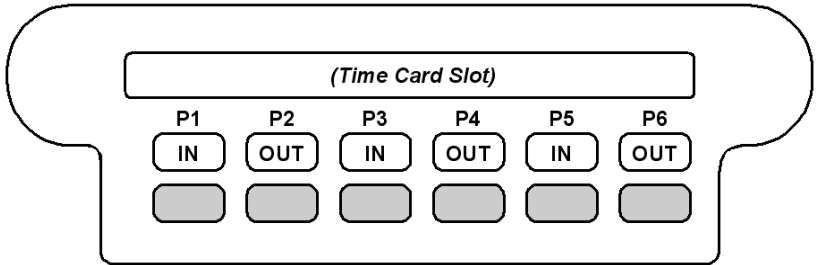 (Time Card Slot)
P1 P2 P3 P4 P5 P6
IN OUT IN OUT IN OUT